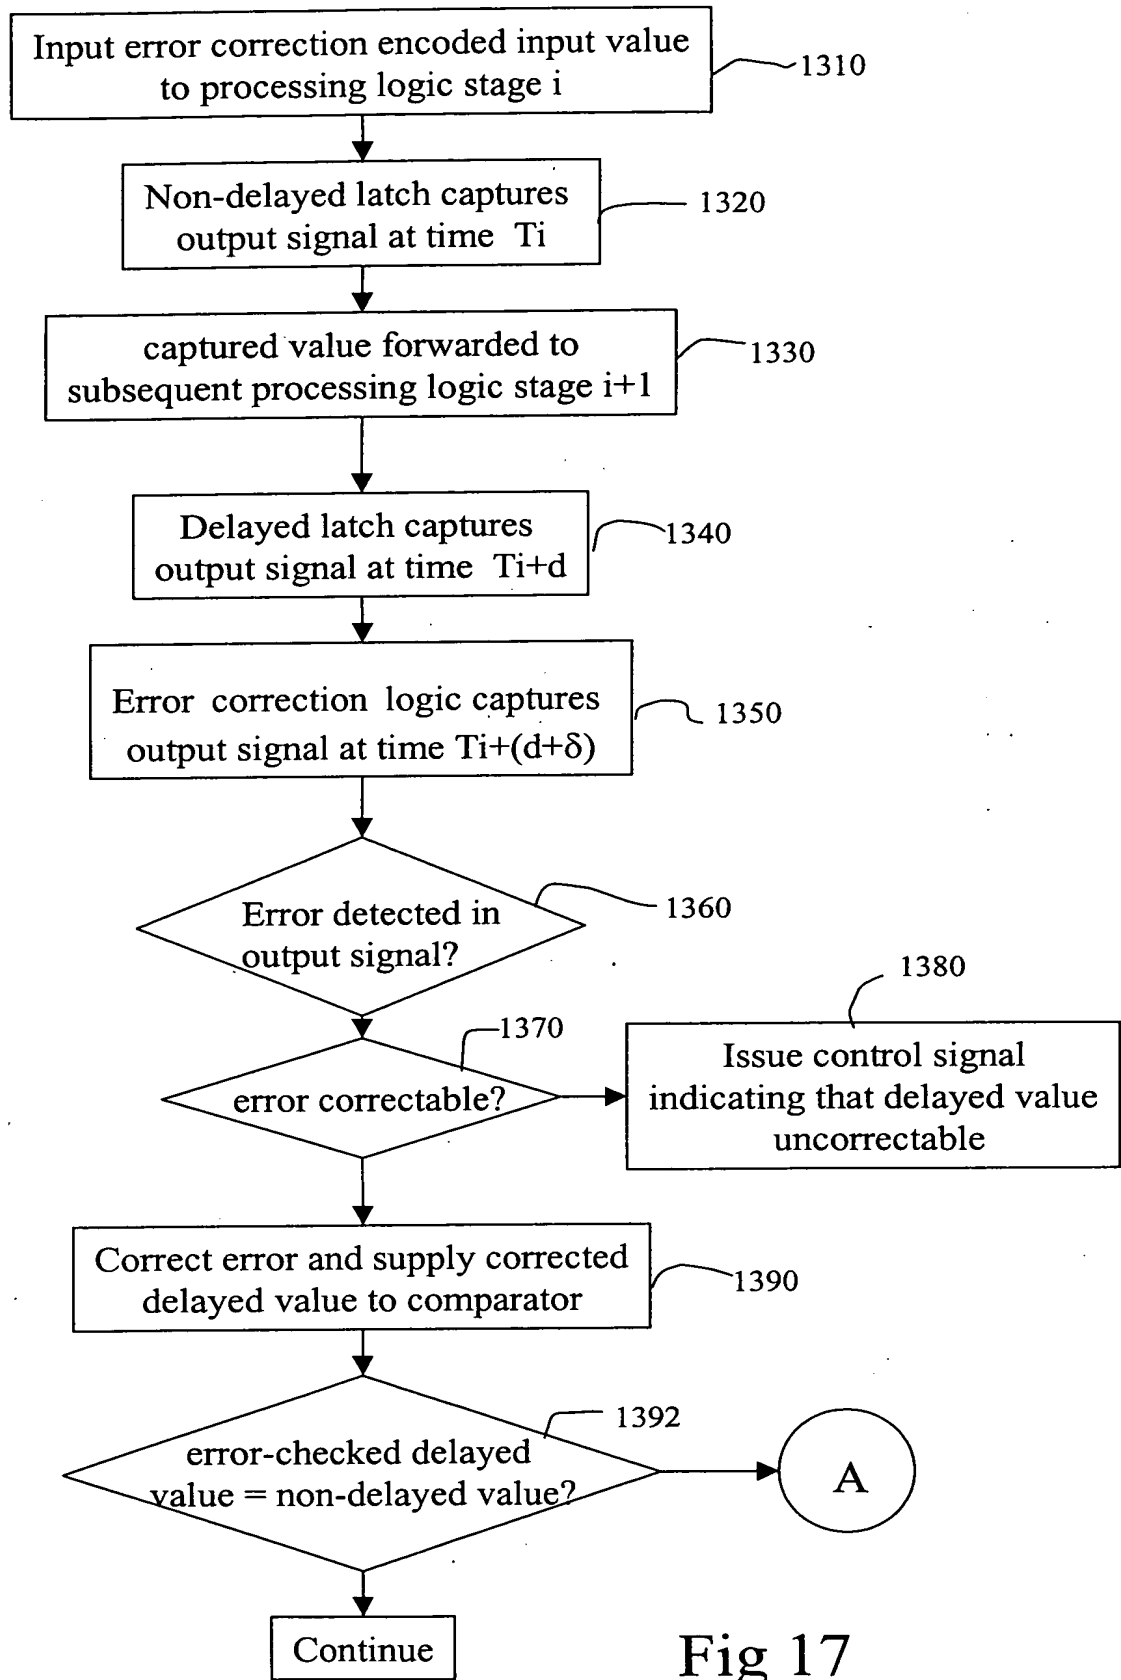 Input error correction encoded input value
to processing logic stage i
1310
Non-delayed latch captures
output signal at time Ti
1320
captured value forwarded to
subsequent processing logic stage i+1
1330
Delayed latch captures
output signal at time Ti+d
1340
Error correction logic captures
output signal at time Ti+(d+δ)
1350
Error detected in
output signal?
1360
1370
error correctable?
1380
Issue control signal
indicating that delayed value
uncorrectable
Correct error and supply corrected
delayed value to comparator
1390
1392
error-checked delayed
value = non-delayed value?
A
Continue
Fig 17